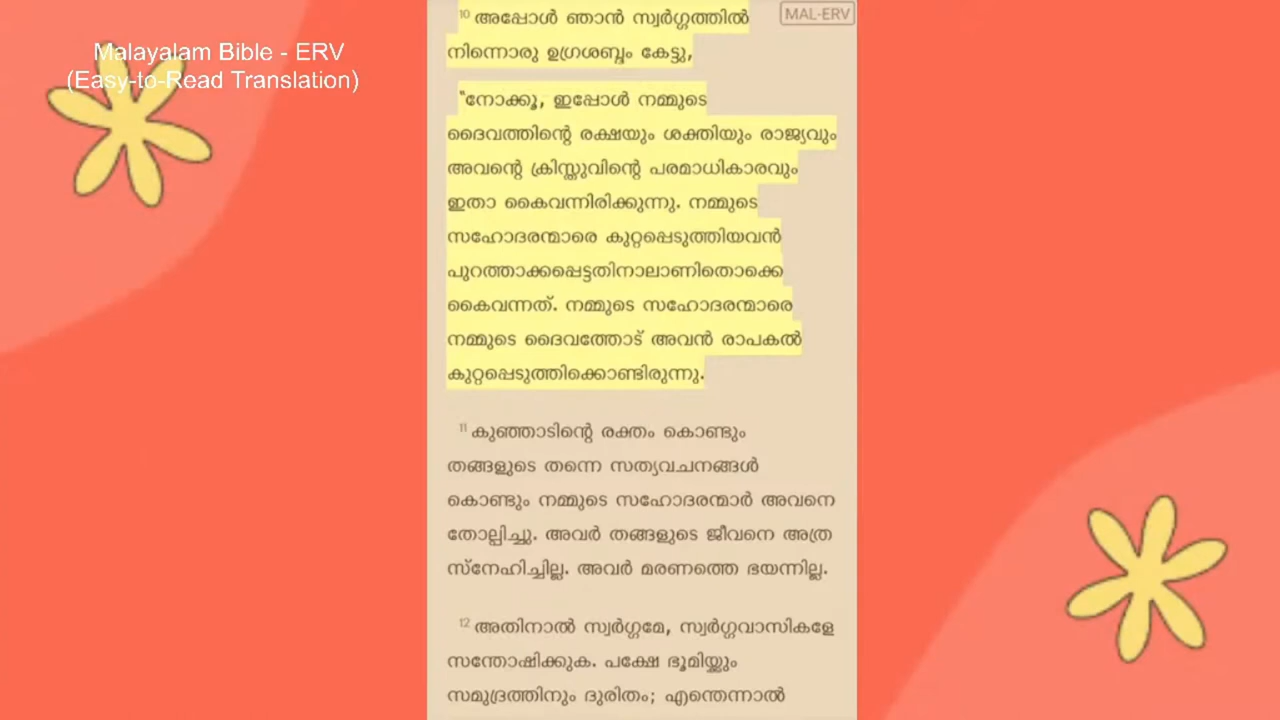 Malayalam Bible - ERV
(Easy-to-Read Translation)
MAL-ERV
10 അപ്പോൾ ഞാൻ സ്വർഗ്ഗത്തിൽ
നിന്നൊരു ഉഗ്രശബ്ദം കേട്ടു,
“നോക്കൂ, ഇപ്പോൾ നമ്മുടെ
ദൈവത്തിന്റെ രക്ഷയും ശക്തിയും രാജ്യവും
അവന്റെ ക്രിസ്തുവിന്റെ പരമാധികാരവും
ഇതാ കൈവന്നിരിക്കുന്നു. നമ്മുടെ
സഹോദരന്മാരെ കുറ്റപ്പെടുത്തിയവൻ
പുറത്താക്കപ്പെട്ടതിനാലാണിതൊക്കെ
കൈവന്നത്. നമ്മുടെ സഹോദരന്മാരെ
നമ്മുടെ ദൈവത്തോട് അവൻ രാപകൽ
കുറ്റപ്പെടുത്തിക്കൊണ്ടിരുന്നു.
11 കുഞ്ഞാടിന്റെ രക്തം കൊണ്ടും
തങ്ങളുടെ തന്നെ സത്യവചനങ്ങൾ
കൊണ്ടും നമ്മുടെ സഹോദരന്മാർ അവനെ
തോല്പിച്ചു. അവർ തങ്ങളുടെ ജീവനെ അത്ര
സ്നേഹിച്ചില്ല. അവർ മരണത്തെ ഭയന്നില്ല.
12 അതിനാൽ സ്വർഗ്ഗമേ, സ്വർഗ്ഗവാസികളേ
സന്തോഷിക്കുക. പക്ഷേ ഭൂമിയ്ക്കും
സമുദ്രത്തിനും ദുരിതം; എന്തെന്നാൽ